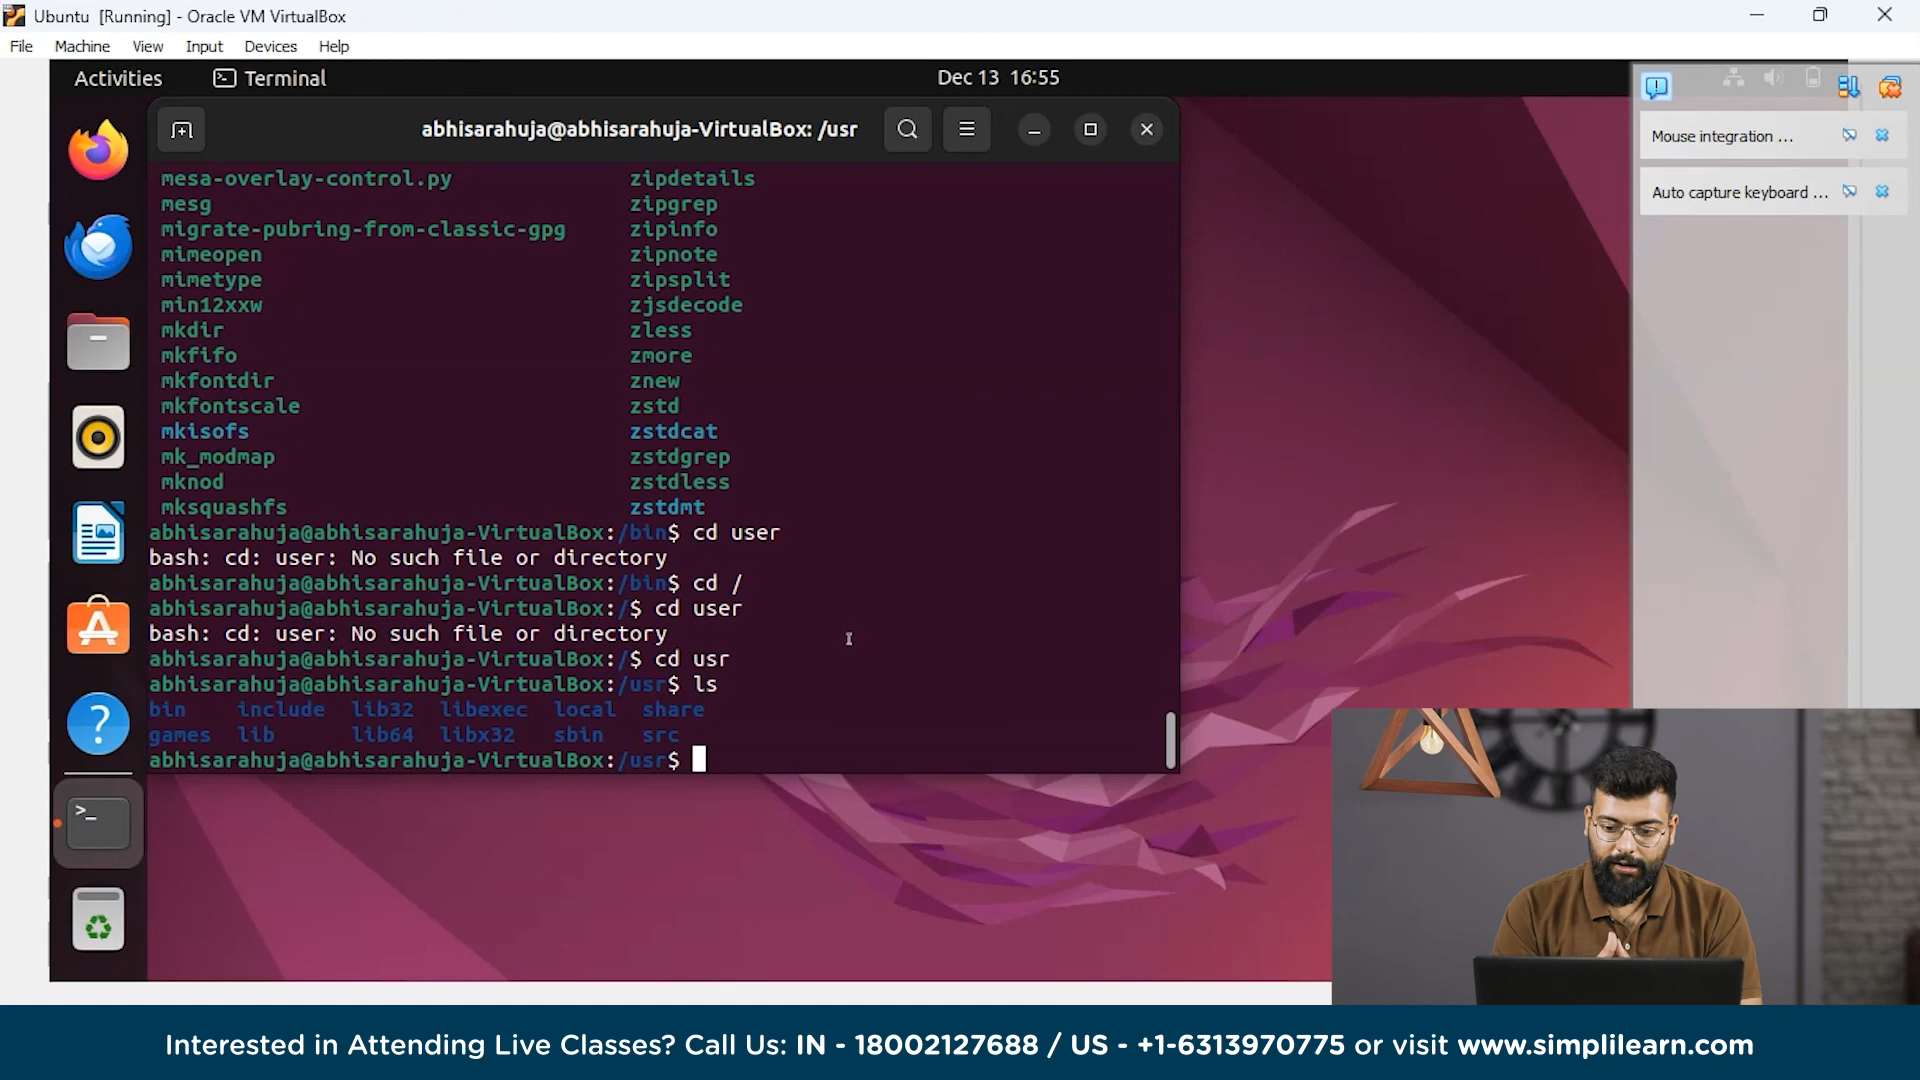 Ubuntu [Running] - Oracle VM VirtualBox
File Machine View Input Devices Help
Activities Terminal Dec 13 16:55
abhisarahuja@abhisarahuja-VirtualBox: /usr
Mouse integration ...
Auto capture keyboard ...
mesa-overlay-control.py zipdetails
mesg zipgrep
migrate-pubring-from-classic-gpg zipinfo
mimeopen zipnote
mimetype zipsplit
min12xxw zjsdecode
mkdir zless
mkfifo zmore
mkfontdir znew
mkfontscale zstd
mkisofs zstdcat
mk_modmap zstdgrep
mknod zstdless
mksquashfs zstdmt
abhisarahuja@abhisarahuja-VirtualBox:/bin$ cd user
bash: cd: user: No such file or directory
abhisarahuja@abhisarahuja-VirtualBox:/bin$ cd /
abhisarahuja@abhisarahuja-VirtualBox:/$ cd user
bash: cd: user: No such file or directory
abhisarahuja@abhisarahuja-VirtualBox:/$ cd usr
abhisarahuja@abhisarahuja-VirtualBox:/usr$ ls
bin include lib32 libexec local share
games lib lib64 libx32 sbin src
abhisarahuja@abhisarahuja-VirtualBox:/usr$
Interested in Attending Live Classes? Call Us: IN - 18002127688 / US - +1-6313970775 or visit www.simplilearn.com